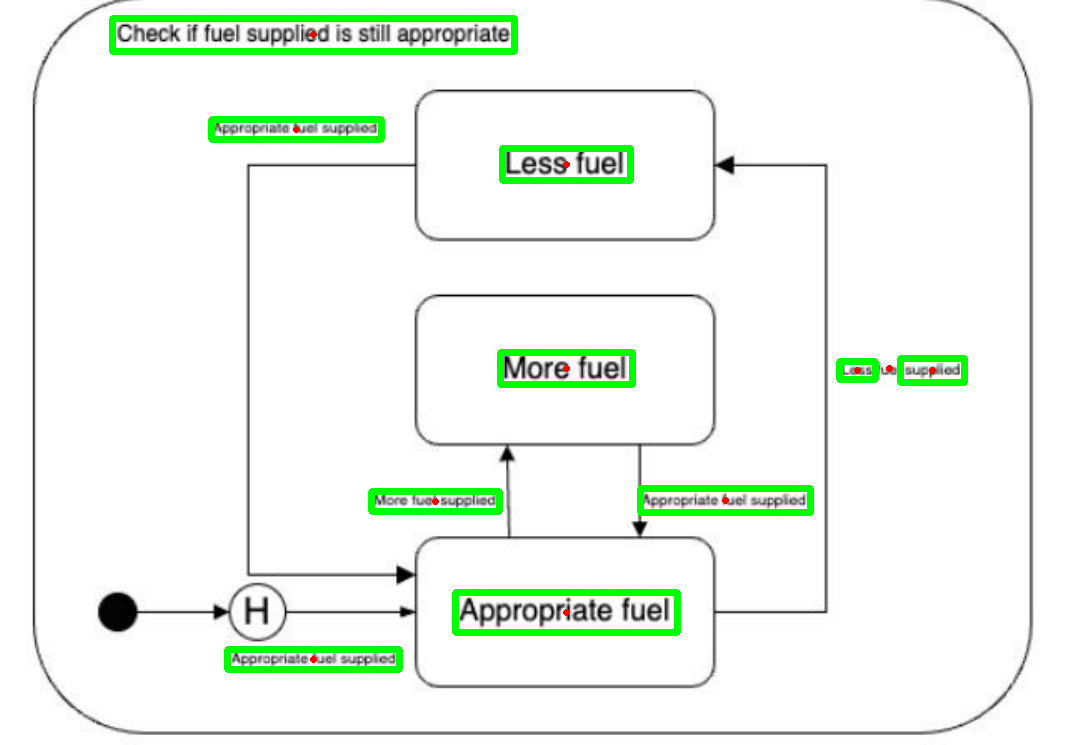 Check if fuel supplied is still appropriate
Appropriate fuel supplied
Less fuel
More fuel
Less fuel supplied
More fuel supplied
Appropriate fuel supplied
Appropriate fuel
H
Appropriate fuel supplied